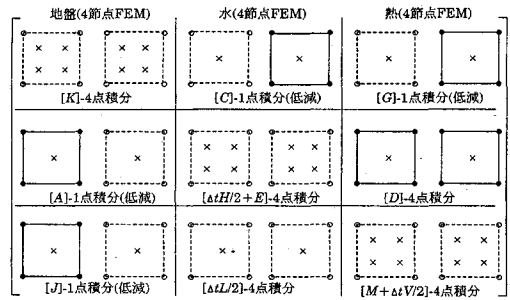 地盤(4節点FEM) 水(4節点FEM) 熱(4節点FEM)
[K]-4点積分 [C]-1点積分(低減) [G]-1点積分(低減)
[A]-1点積分(低減) [ΔtH/2+E]-4点積分 [D]-4点積分
[J]-1点積分(低減) [ΔtL/2]-4点積分 [M+ΔtV/2]-4点積分